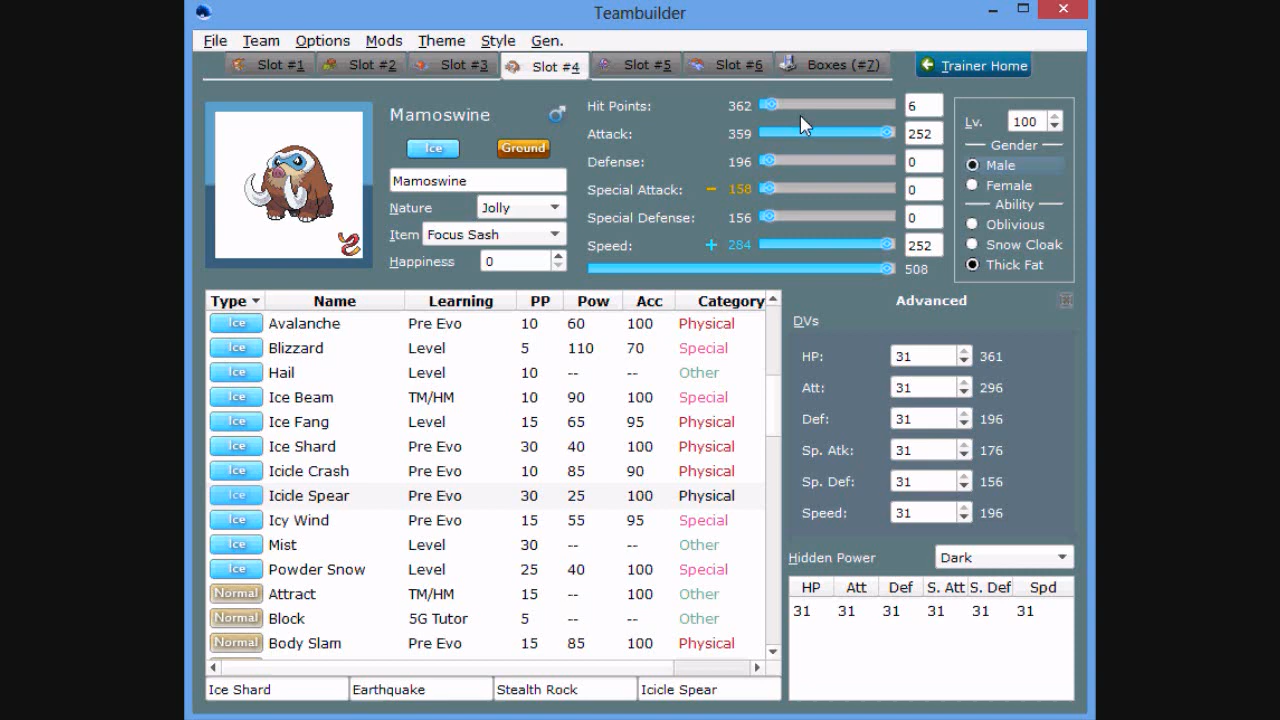 Teambuilder
File Team Options Mods Theme Style Gen.
Slot #1 Slot #2 Slot #3 Slot #4 Slot #5 Slot #6 Boxes (#7) Trainer Home
Mamoswine
Ice Ground
Mamoswine
Nature Jolly
Item Focus Sash
Happiness 0
Hit Points: 362 6
Attack: 359 252
Defense: 196 0
Special Attack: − 158 0
Special Defense: 156 0
Speed: + 284 252
508
Lv. 100
Gender
Male
Female
Ability
Oblivious
Snow Cloak
Thick Fat
Type Name Learning PP Pow Acc Category
Ice Avalanche Pre Evo 10 60 100 Physical
Ice Blizzard Level 5 110 70 Special
Ice Hail Level 10 -- -- Other
Ice Ice Beam TM/HM 10 90 100 Special
Ice Ice Fang Level 15 65 95 Physical
Ice Ice Shard Pre Evo 30 40 100 Physical
Ice Icicle Crash Pre Evo 10 85 90 Physical
Ice Icicle Spear Pre Evo 30 25 100 Physical
Ice Icy Wind Pre Evo 15 55 95 Special
Ice Mist Level 30 -- -- Other
Ice Powder Snow Level 25 40 100 Special
Normal Attract TM/HM 15 -- 100 Other
Normal Block 5G Tutor 5 -- -- Other
Normal Body Slam Pre Evo 15 85 100 Physical
Ice Shard Earthquake Stealth Rock Icicle Spear
Advanced
DVs
HP: 31 361
Att: 31 296
Def: 31 196
Sp. Atk: 31 176
Sp. Def: 31 156
Speed: 31 196
Hidden Power Dark
HP Att Def S. Att S. Def Spd
31 31 31 31 31 31